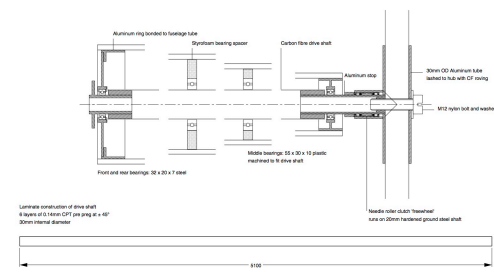 Aluminum ring bonded to fuselage tube
Styrofoam bearing spacer
Carbon fibre drive shaft
Aluminum stop
30mm OD Aluminum tube
lashed to hub with CF roving
M12 nylon bolt and washe
Middle bearings: 55 x 30 x 10 plastic
machined to fit drive shaft
Front and rear bearings: 32 x 20 x 7 steel
Laminate construction of drive shaft
6 layers of 0.14mm CPT pre preg at ± 45°
30mm internal diameter
Needle roller clutch 'freewheel'
runs on 20mm hardened ground steel shaft
5100